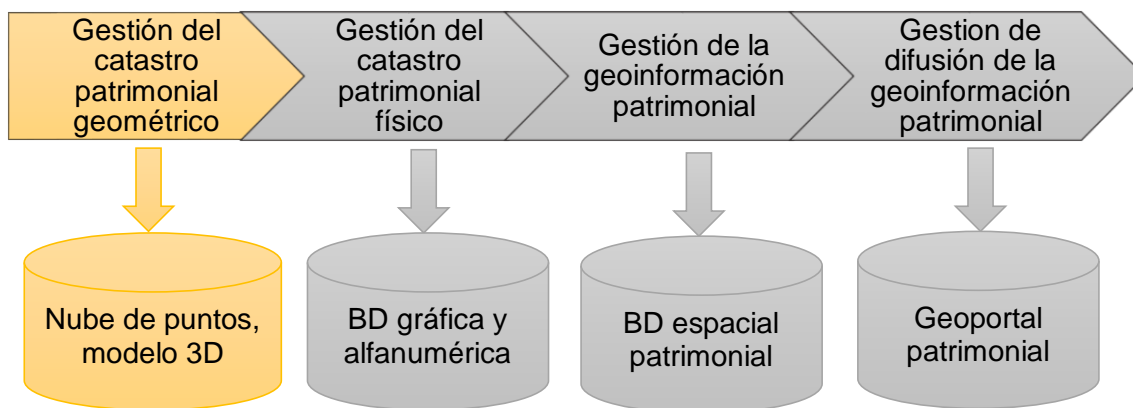 Gestión del
catastro
patrimonial
geométrico
Gestión del
catastro
patrimonial
físico
Gestión de la
geoinformación
patrimonial
Gestion de
difusión de la
geoinformación
patrimonial
Nube de puntos,
modelo 3D
BD gráfica y
alfanumérica
BD espacial
patrimonial
Geoportal
patrimonial